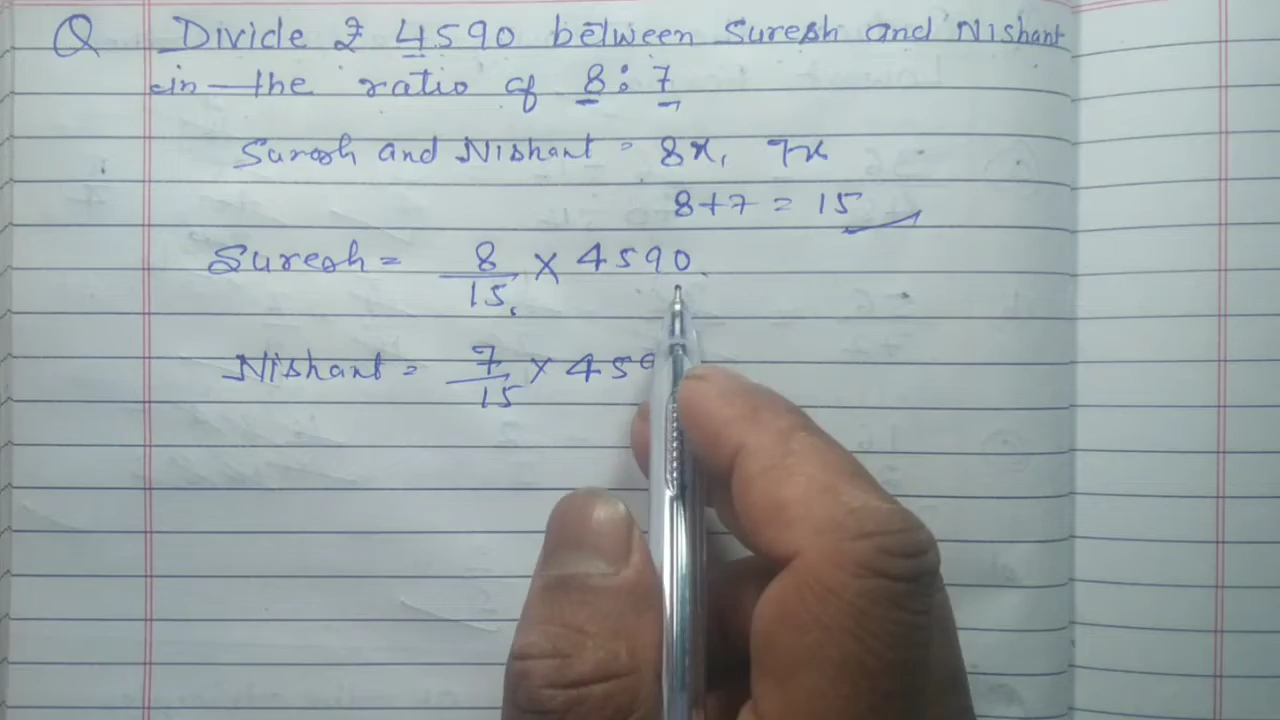 Q Divide ₹ 4590 between Suresh and Nishant
in the ratio of 8:7
Suresh and Nishant = 8x, 7x
8+7 = 15
Suresh = 8/15 × 4590
Nishant = 7/15 × 459